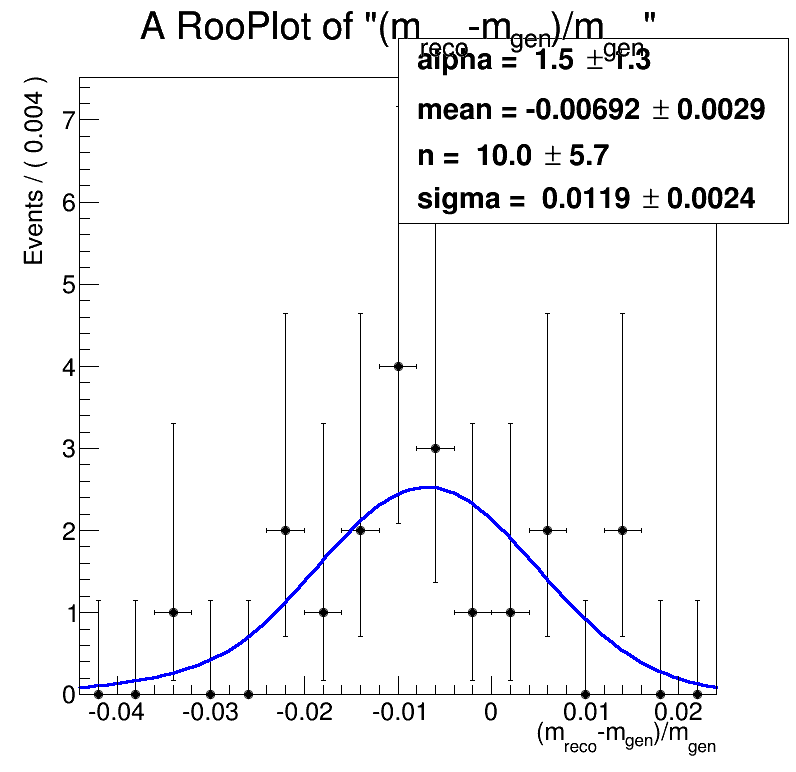 A RooPlot of "(m_reco-m_gen)/m_gen"
alpha = 1.5 ± 1.3
mean = -0.00692 ± 0.0029
n = 10.0 ± 5.7
sigma = 0.0119 ± 0.0024
Events / ( 0.004 )
7
6
5
4
3
2
1
0
-0.04 -0.03 -0.02 -0.01 0 0.01 0.02
(m_reco-m_gen)/m_gen